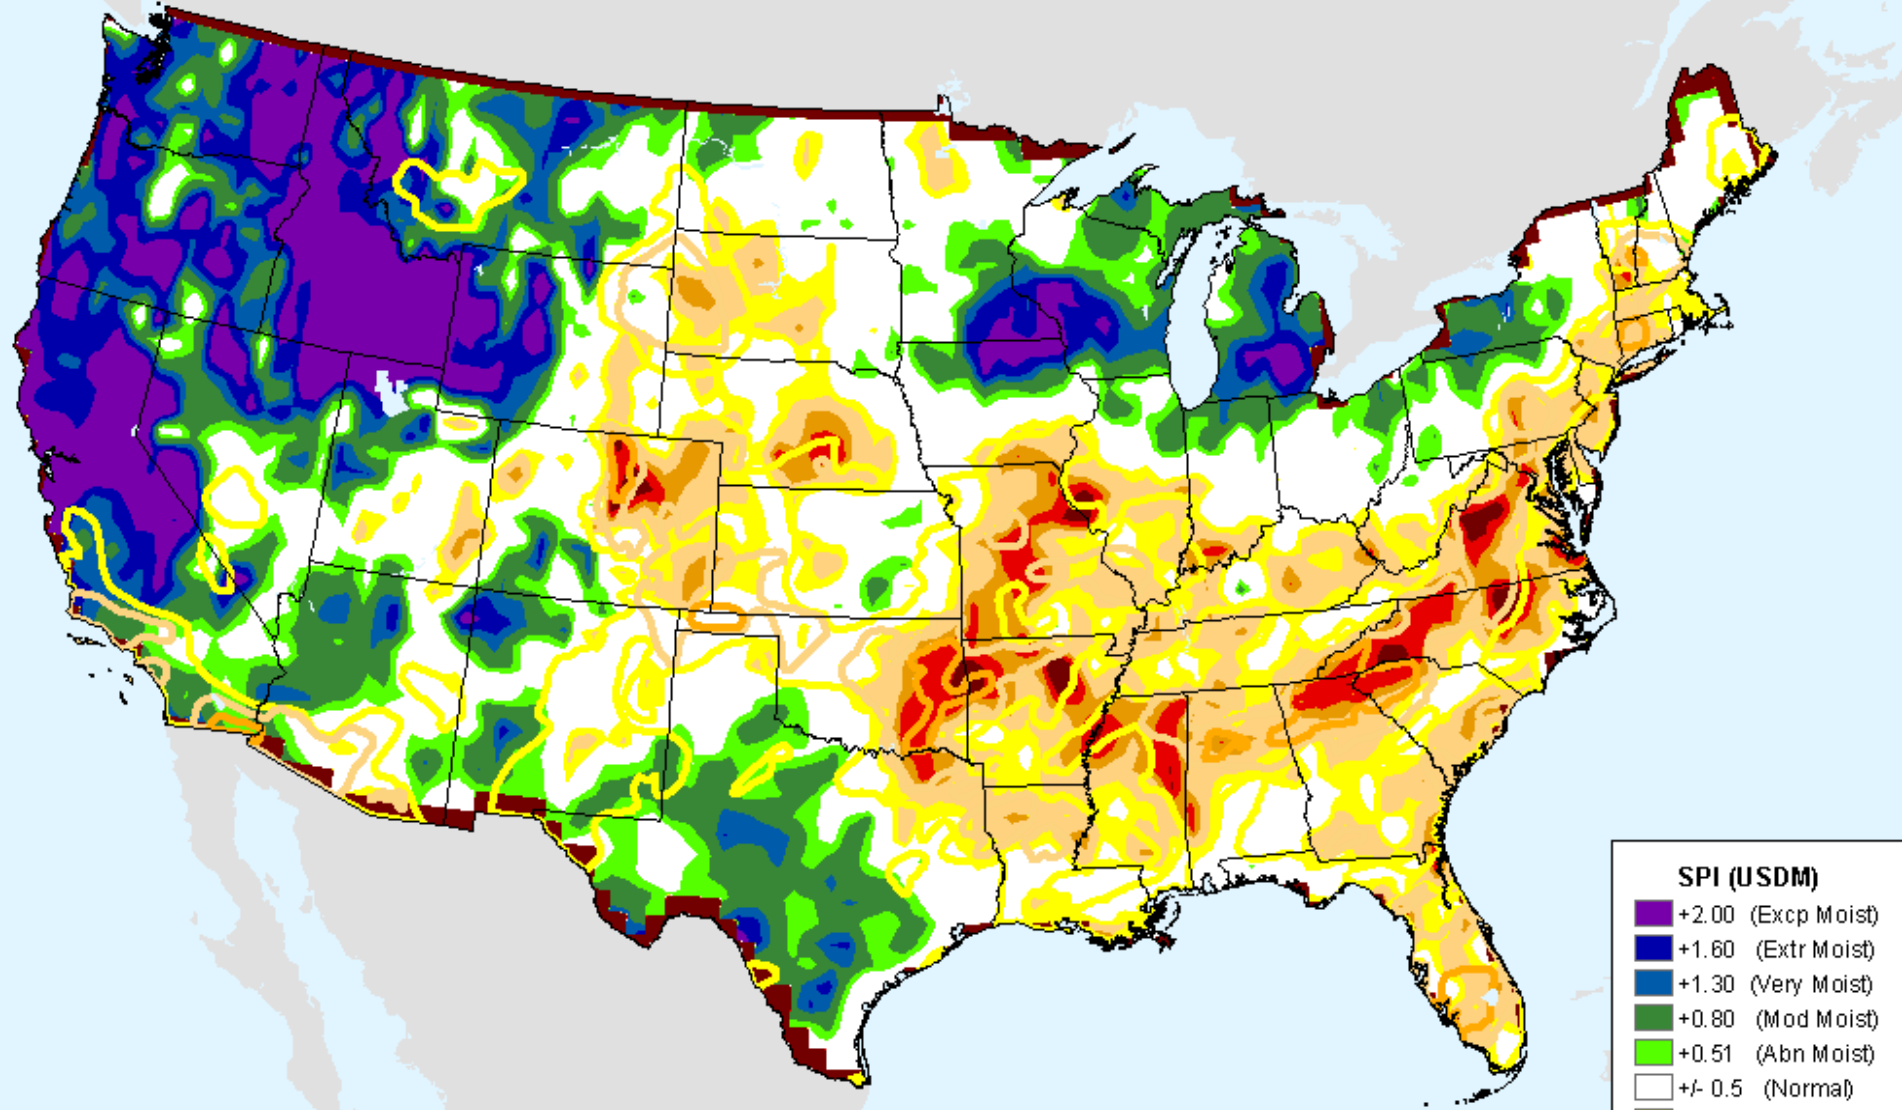 SPI (USDM)
+2.00 (Excp Moist)
+1.60 (Extr Moist)
+1.30 (Very Moist)
+0.80 (Mod Moist)
+0.51 (Abn Moist)
+/- 0.5 (Normal)